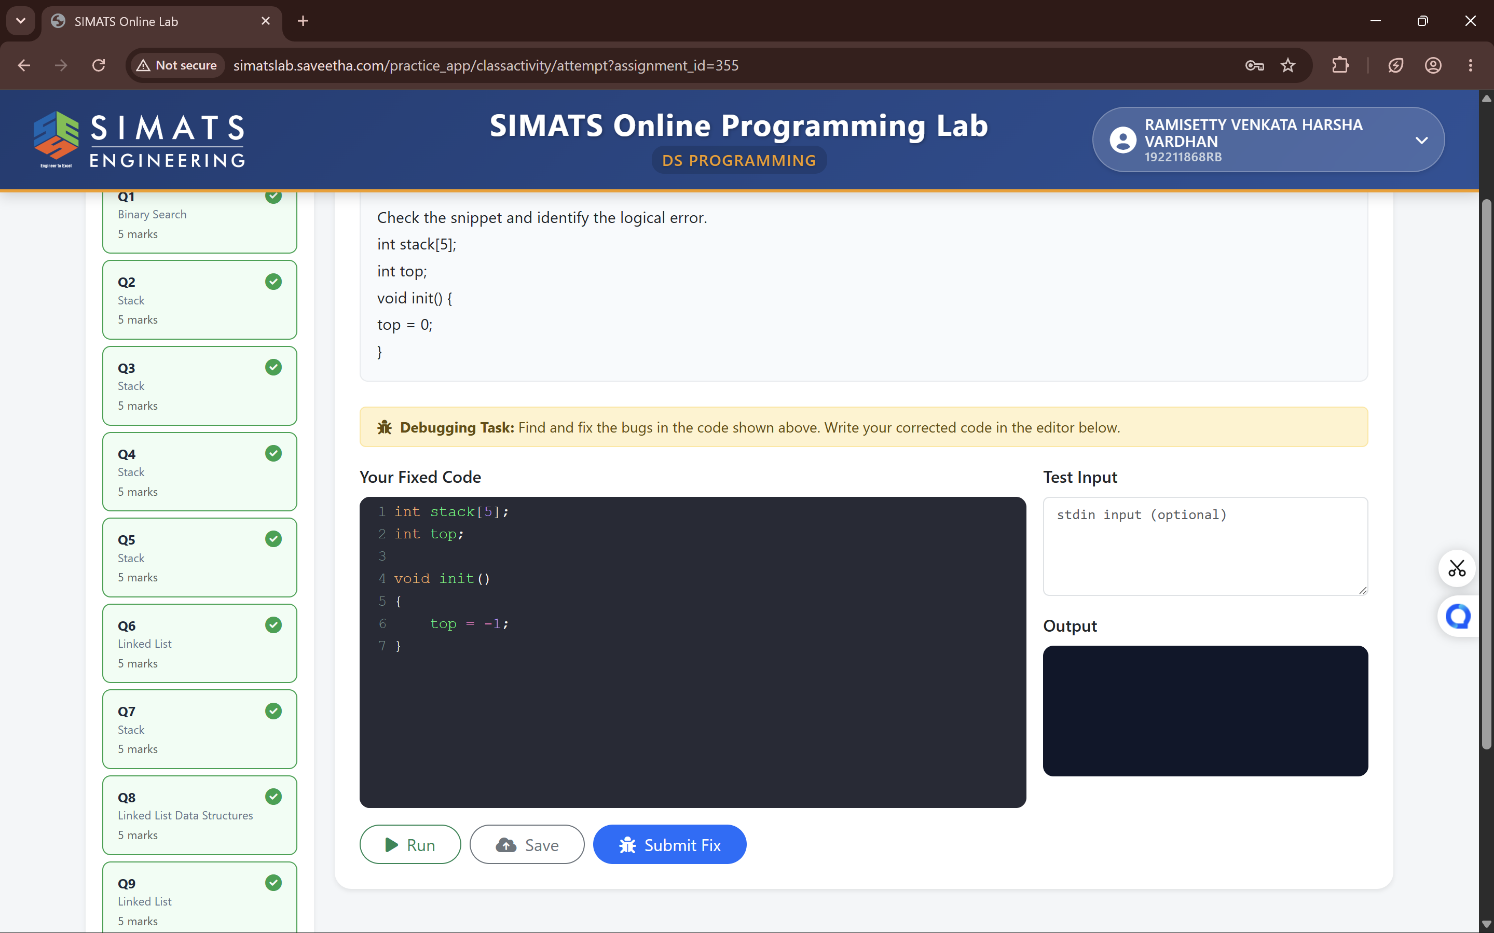 SIMATS Online Lab
Not secure
simatslab.saveetha.com/practice_app/classactivity/attempt?assignment_id=355
SIMATS
ENGINEERING
Engineer to Excel
SIMATS Online Programming Lab
DS PROGRAMMING
RAMISETTY VENKATA HARSHA
VARDHAN
192211868RB
Q1
Binary Search
5 marks
Q2
Stack
5 marks
Q3
Stack
5 marks
Q4
Stack
5 marks
Q5
Stack
5 marks
Q6
Linked List
5 marks
Q7
Stack
5 marks
Q8
Linked List Data Structures
5 marks
Q9
Linked List
5 marks
Check the snippet and identify the logical error.
int stack[5];
int top;
void init() {
top = 0;
}
Debugging Task: Find and fix the bugs in the code shown above. Write your corrected code in the editor below.
Your Fixed Code
1 int stack[5];
2 int top;
3
4 void init()
5 {
6 top = -1;
7 }
Run
Save
Submit Fix
Test Input
stdin input (optional)
Output